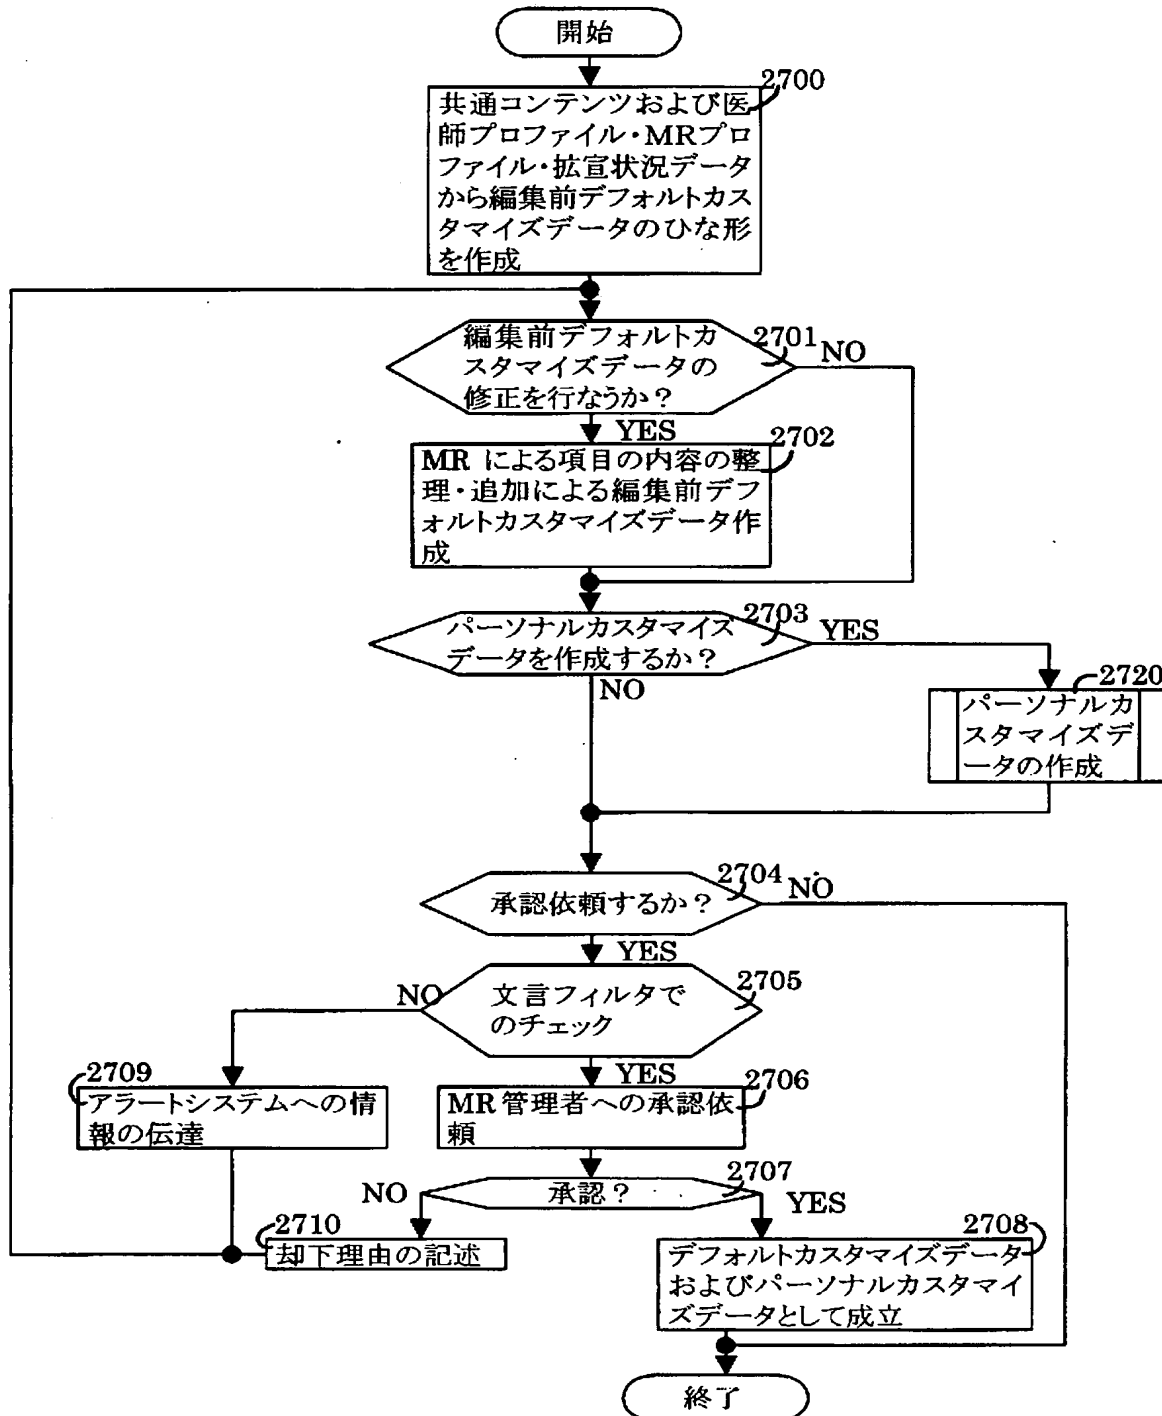 開始
2700
共通コンテンツおよび医
師プロファイル・MRプロ
ファイル・拡宣状況データ
から編集前デフォルトカス
タマイズデータのひな形
を作成
編集前デフォルトカ
スタマイズデータの
修正を行なうか？
2701
NO
YES
2702
MR による項目の内容の整
理・追加による編集前デフ
ォルトカスタマイズデータ作
成
2703
パーソナルカスタマイズ
データを作成するか？
YES
NO
2720
パーソナルカ
スタマイズデ
ータの作成
2704
承認依頼するか？
NO
YES
2705
文言フィルタで
のチェック
NO
YES
2709
アラートシステムへの情
報の伝達
2706
MR管理者への承認依
頼
2707
承認？
NO
YES
2710
却下理由の記述
2708
デフォルトカスタマイズデータ
およびパーソナルカスタマイ
ズデータとして成立
終了